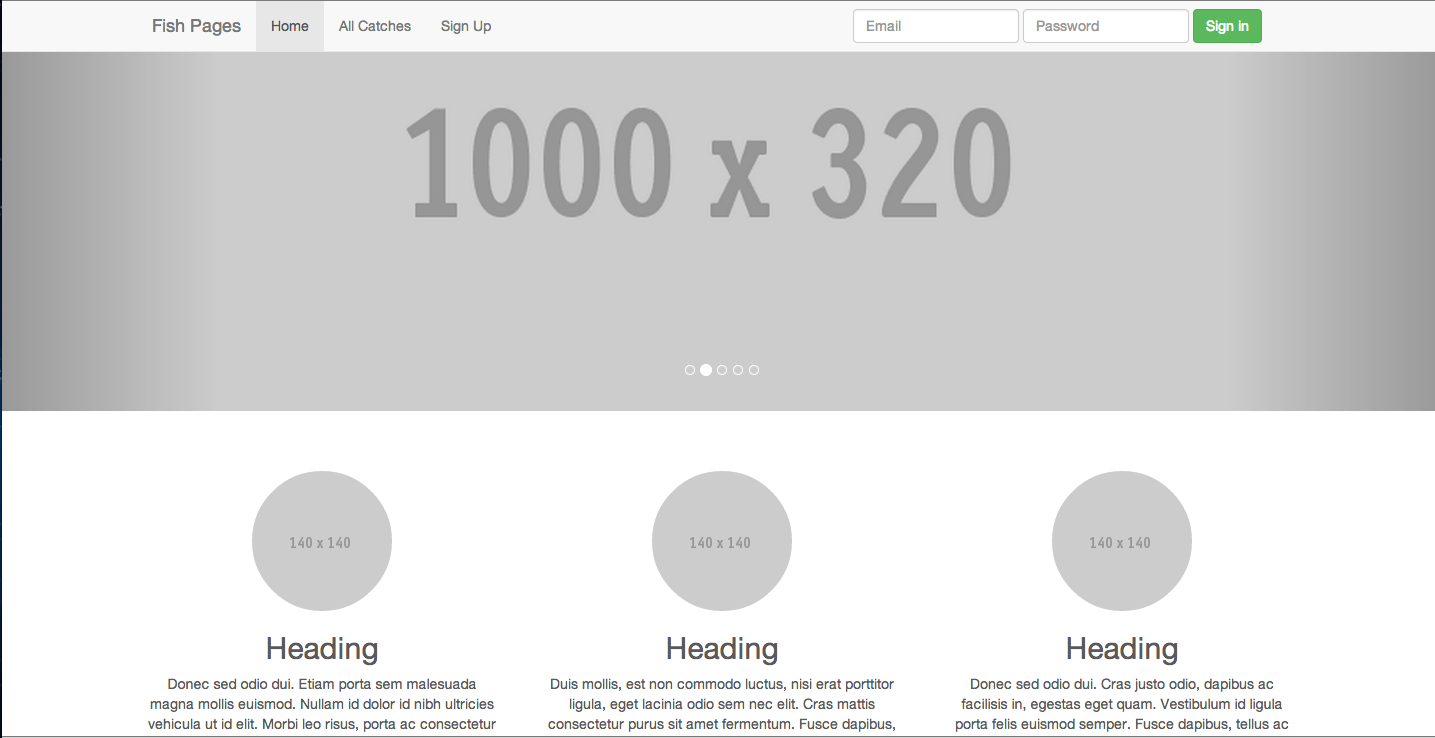 Fish Pages Home All Catches Sign Up Email Password Sign in
1000 x 320
140 x 140
140 x 140
140 x 140
Heading
Donec sed odio dui. Etiam porta sem malesuada
magna mollis euismod. Nullam id dolor id nibh ultricies
vehicula ut id elit. Morbi leo risus, porta ac consectetur
Heading
Duis mollis, est non commodo luctus, nisi erat porttitor
ligula, eget lacinia odio sem nec elit. Cras mattis
consectetur purus sit amet fermentum. Fusce dapibus,
Heading
Donec sed odio dui. Cras justo odio, dapibus ac
facilisis in, egestas eget quam. Vestibulum id ligula
porta felis euismod semper. Fusce dapibus, tellus ac